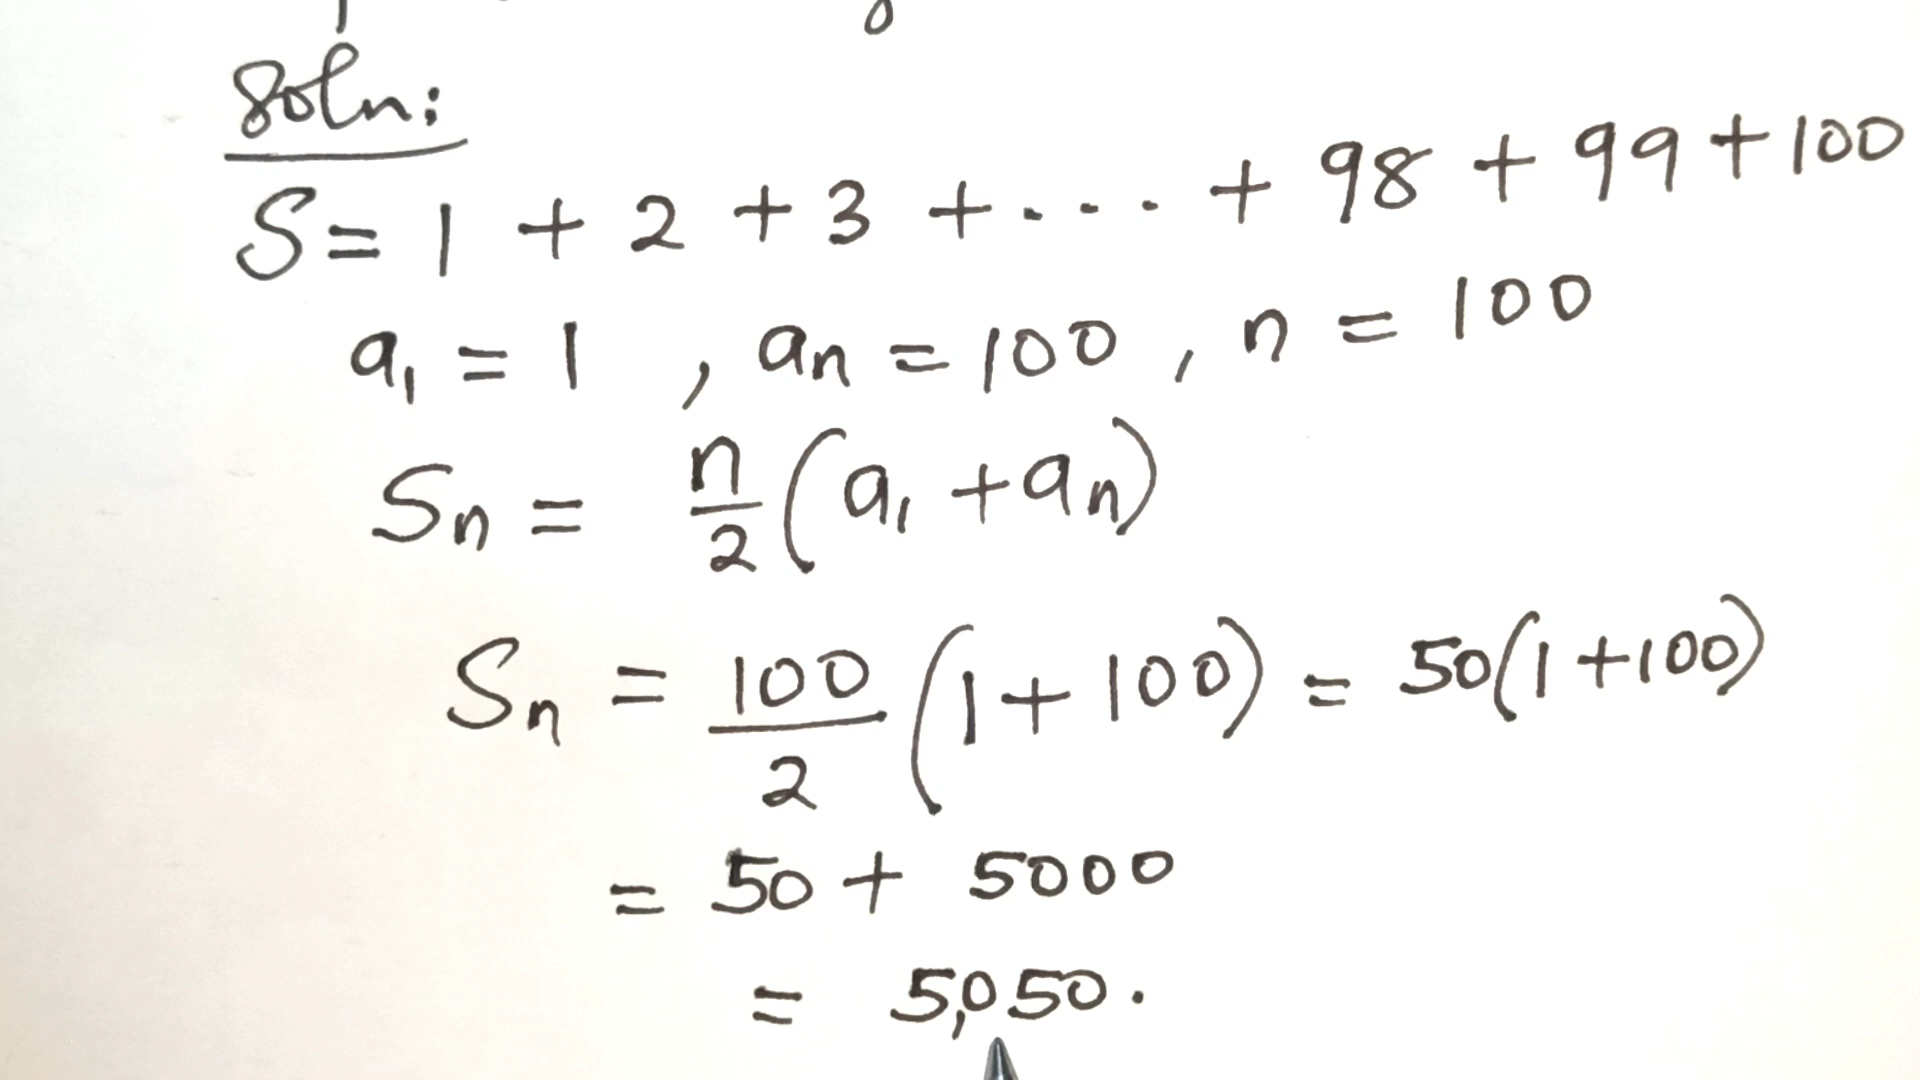 Soln:
S = 1 + 2 + 3 + . . . + 98 + 99 + 100
a₁ = 1 , aₙ = 100 , n = 100
Sₙ = n/2 (a₁ + aₙ)
Sₙ = 100/2 (1 + 100) = 50(1 + 100)
= 50 + 5000
= 5,050.